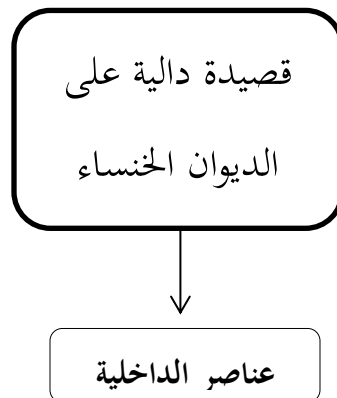 قصيدة دالية على
الديوان الخنساء
عناصر الداخلية